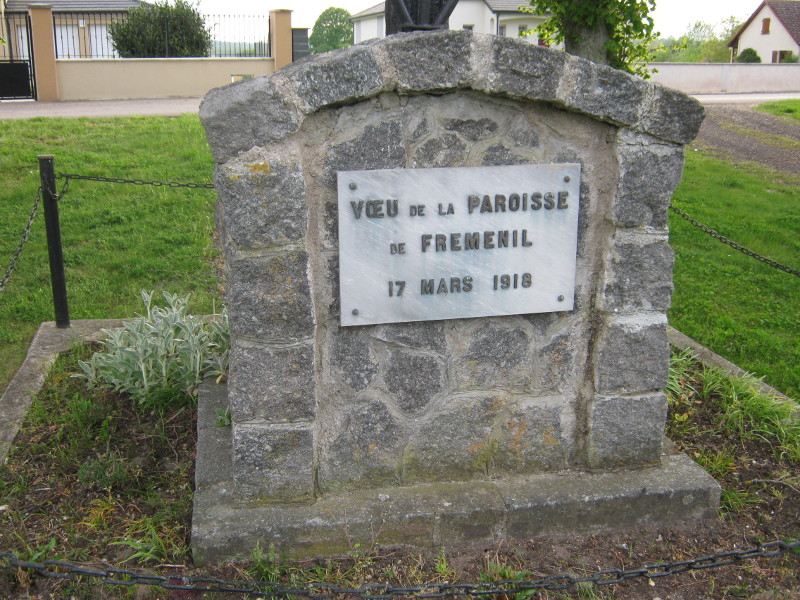 VŒU DE LA PAROISSE
DE FREMENIL
17 MARS 1918